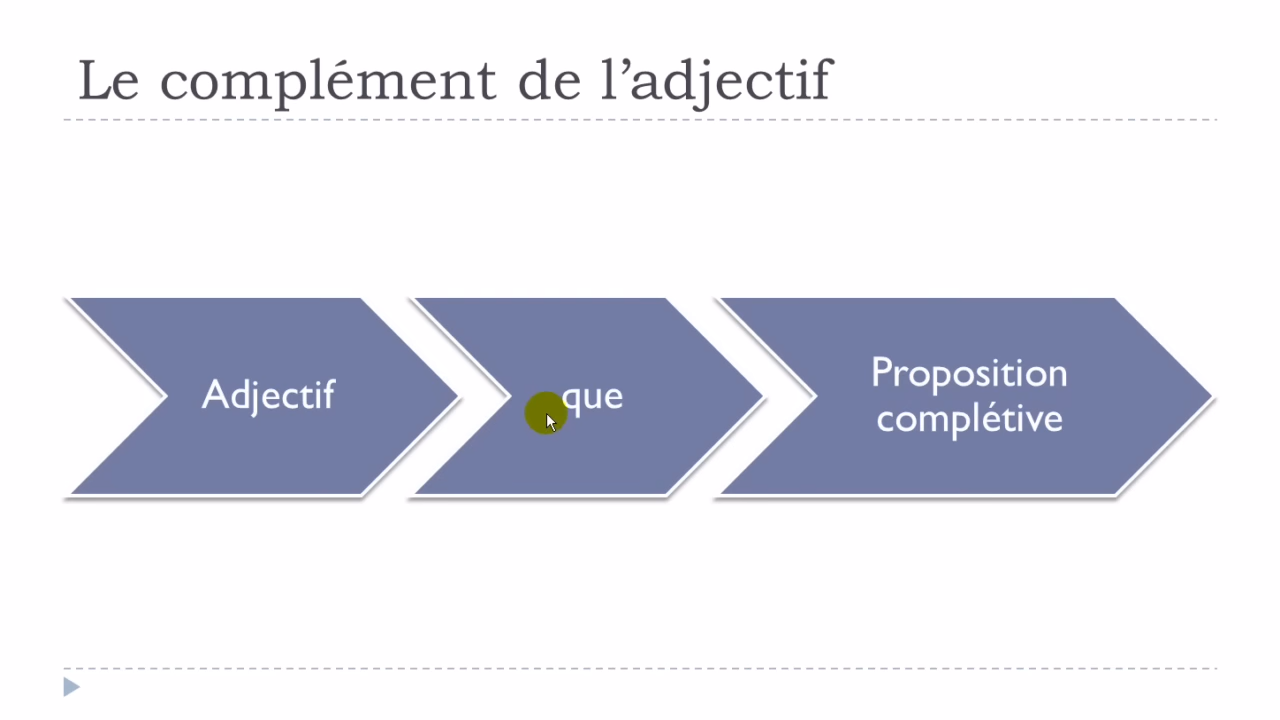 Le complément de l’adjectif
Adjectif
que
Proposition
complétive